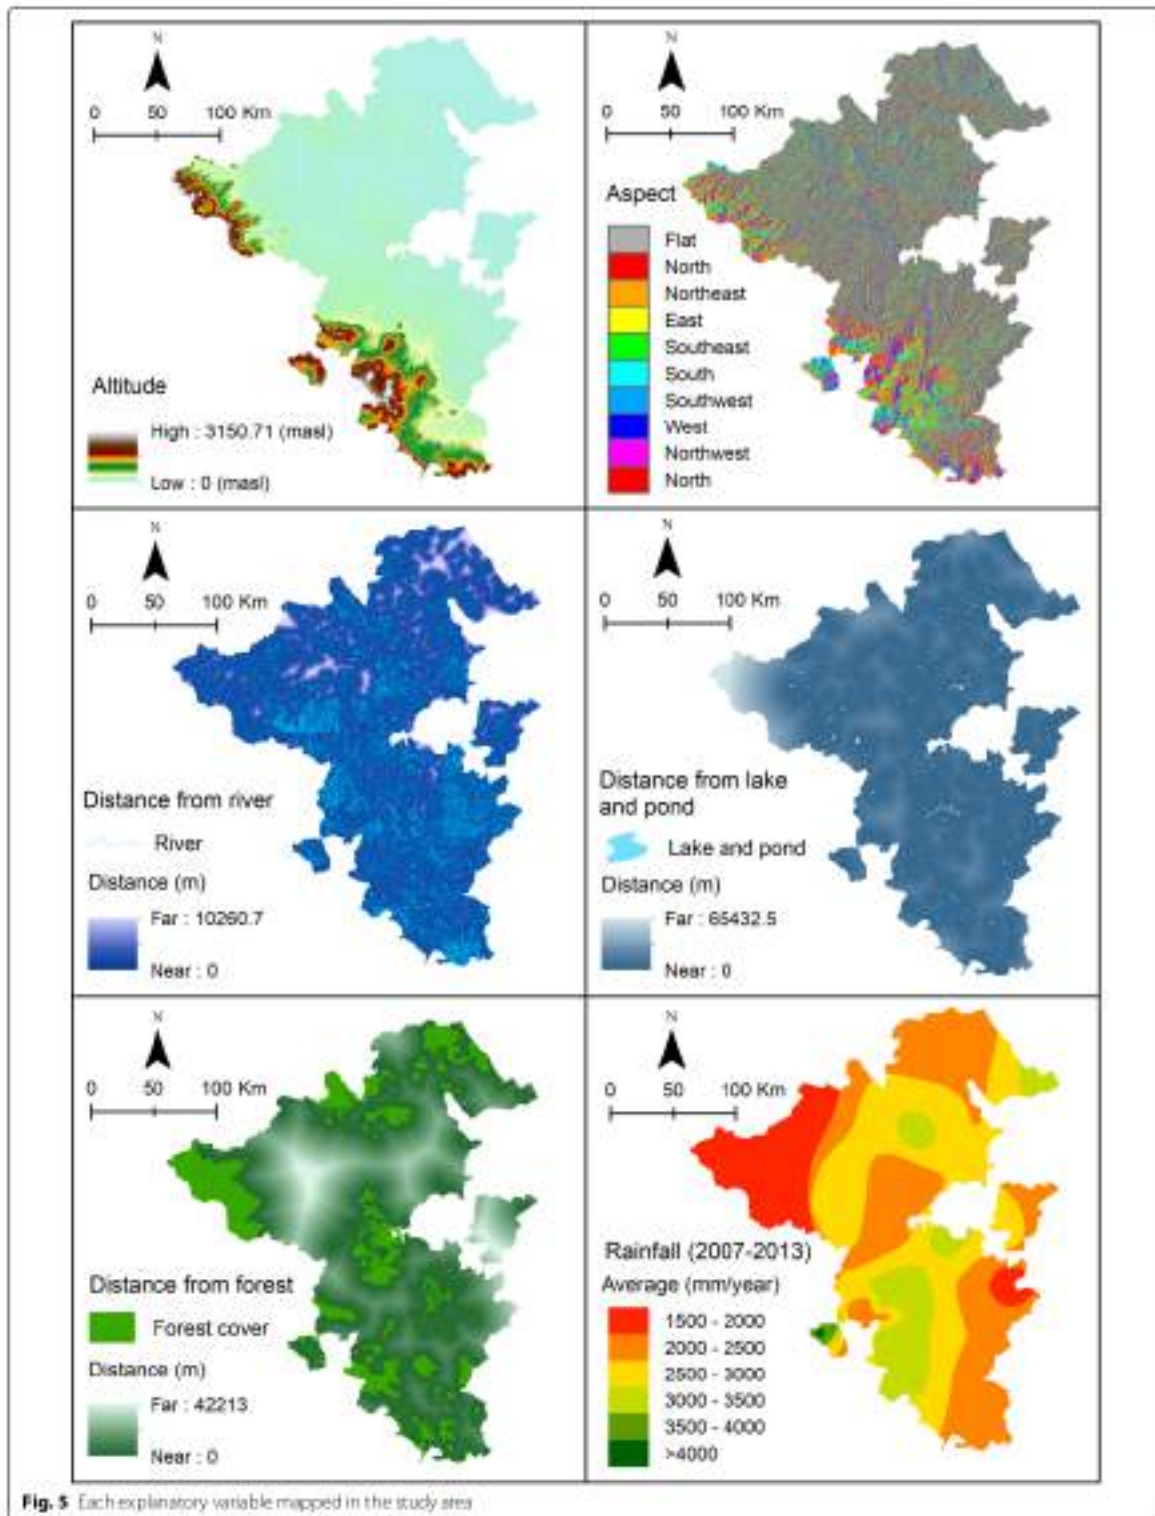 N
0 50 100 Km
Altitude
High : 3150.71 (masl)
Low : 0 (masl)
N
0 50 100 Km
Aspect
Flat
North
Northeast
East
Southeast
South
Southwest
West
Northwest
North
N
0 50 100 Km
Distance from river
River
Distance (m)
Far : 10260.7
Near : 0
N
0 50 100 Km
Distance from lake
and pond
Lake and pond
Distance (m)
Far : 65432.5
Near : 0
N
0 50 100 Km
Distance from forest
Forest cover
Distance (m)
Far : 42213
Near : 0
N
0 50 100 Km
Rainfall (2007-2013)
Average (mm/year)
1500 - 2000
2000 - 2500
2500 - 3000
3000 - 3500
3500 - 4000
>4000
Fig. 5 Each explanatory variable mapped in the study area